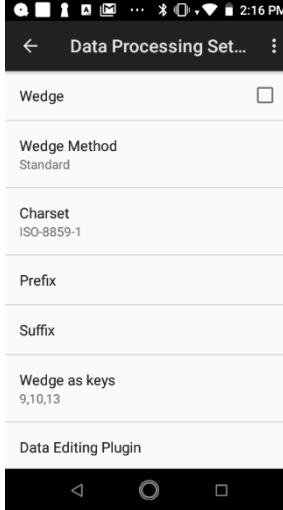 2:16 PM
Data Processing Set...
Wedge
Wedge Method
Standard
Charset
ISO-8859-1
Prefix
Suffix
Wedge as keys
9,10,13
Data Editing Plugin